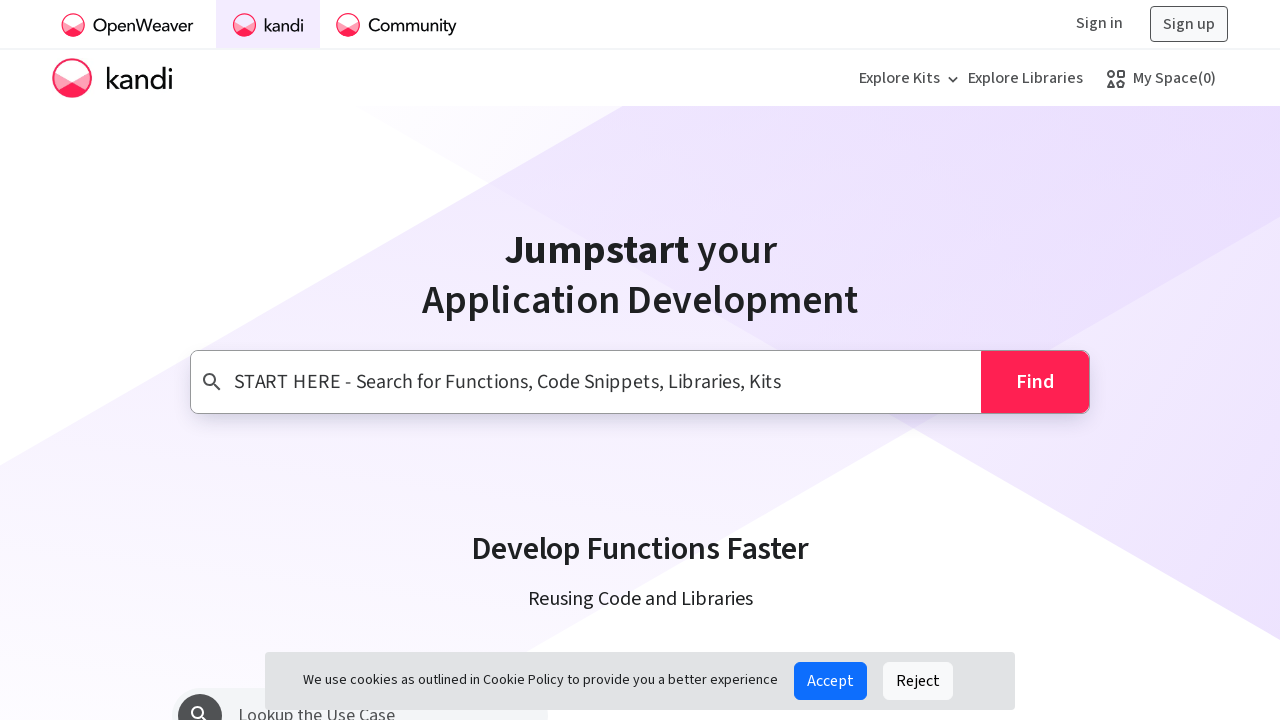 OpenWeaver
kandi
Community
Sign in
Sign up
kandi
Explore Kits
Explore Libraries
My Space(0)
Jumpstart your
Application Development
START HERE - Search for Functions, Code Snippets, Libraries, Kits
Find
Develop Functions Faster
Reusing Code and Libraries
We use cookies as outlined in Cookie Policy to provide you a better experience
Accept
Reject
Lookup the Use Case